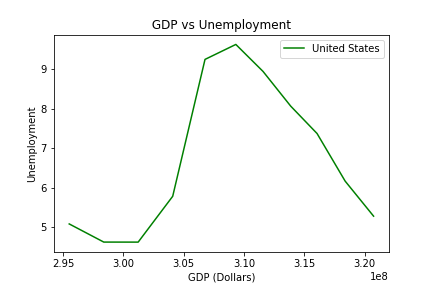 GDP vs Unemployment
United States
9
8
7
6
5
Unemployment
2.95 3.00 3.05 3.10 3.15 3.20
1e8
GDP (Dollars)